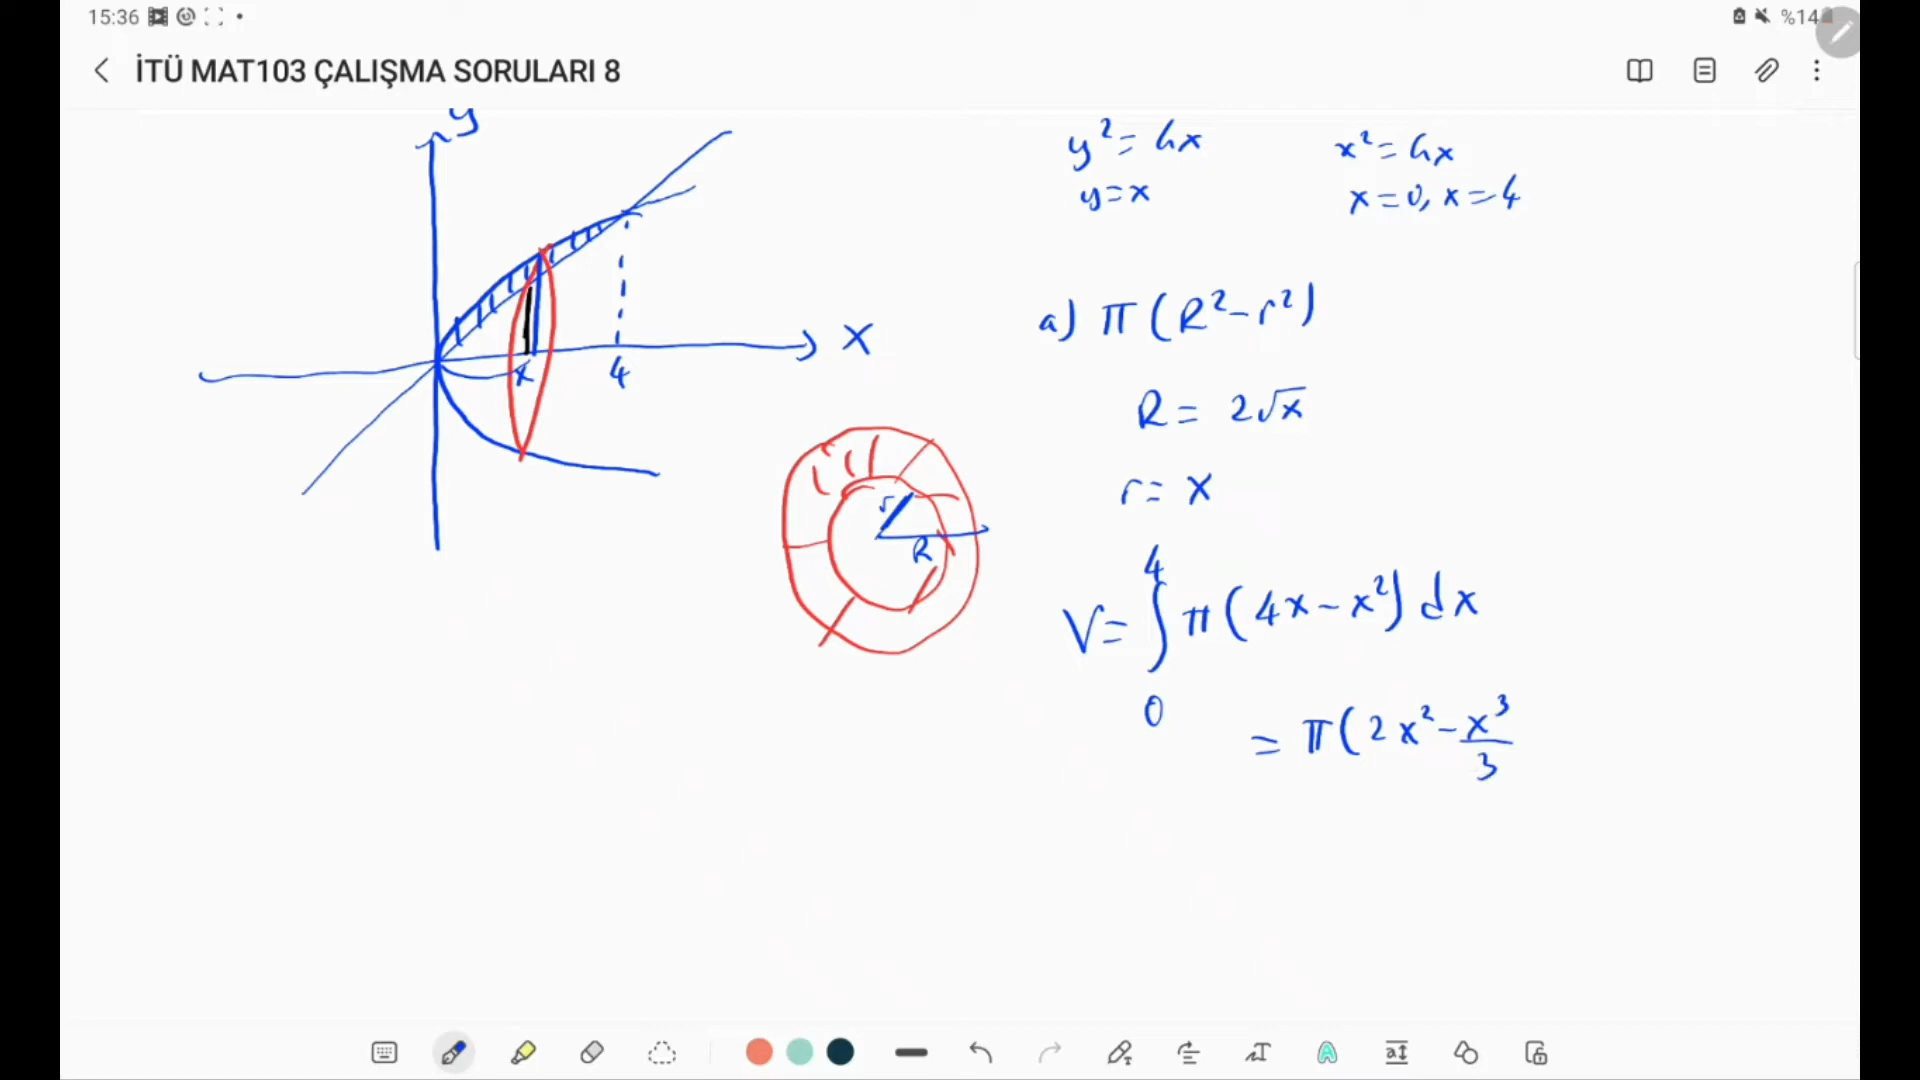 15:36
%14
İTÜ MAT103 ÇALIŞMA SORULARI 8
y
x
x
4
y² = 4x
y = x
x² = 4x
x = 0, x = 4
a) π (R² - r²)
R = 2√x
r = x
r
R
V = ∫₀⁴ π (4x - x²) dx
= π (2x² - x³/3